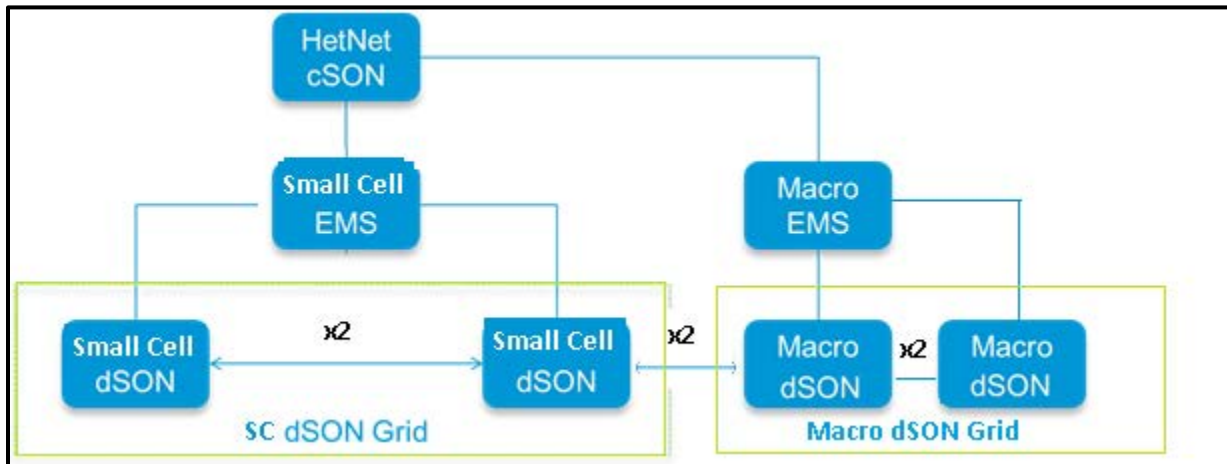 HetNet
cSON
Small Cell
EMS
Macro
EMS
Small Cell
dSON
x2
Small Cell
dSON
x2
Macro
dSON
x2
Macro
dSON
SC dSON Grid
Macro dSON Grid